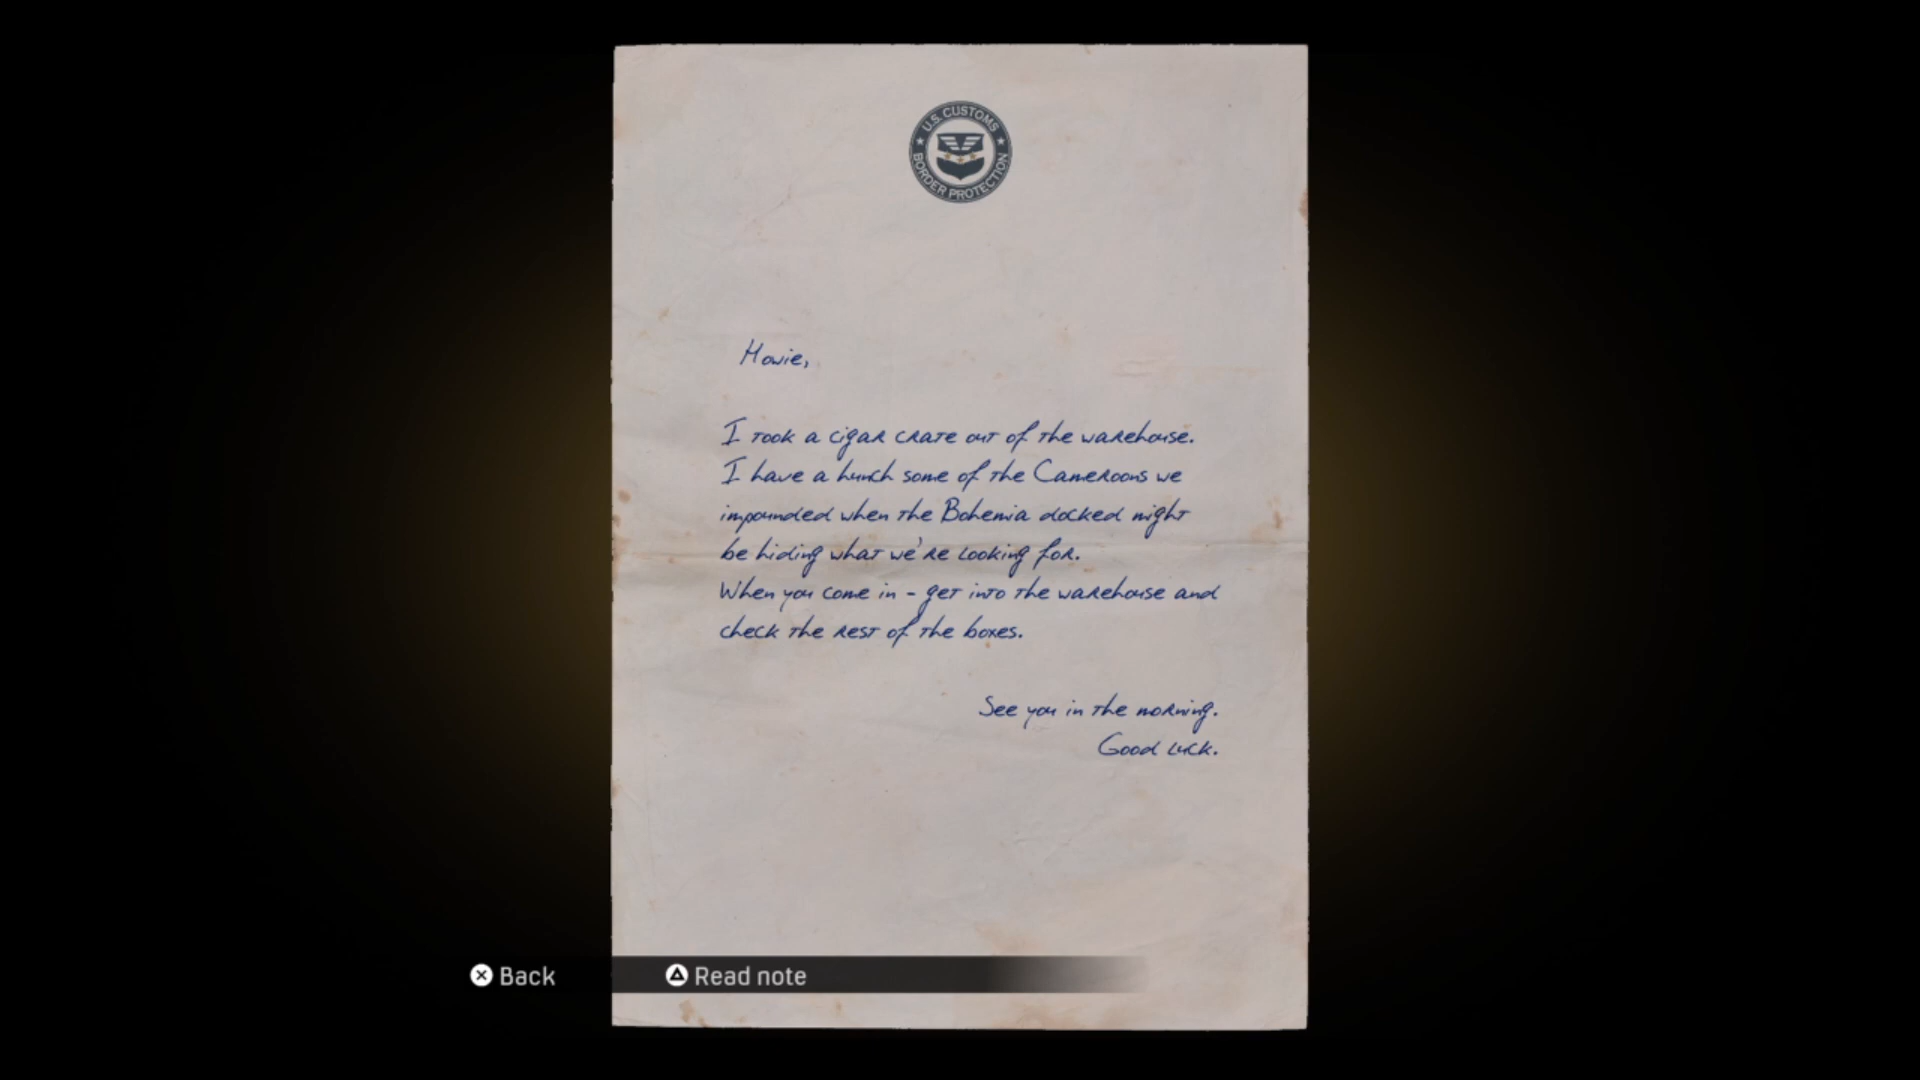 U.S. CUSTOMS
BORDER PROTECTION
Howie,
I took a cigar crate out of the warehouse.
I have a hunch some of the Cameroons we
impounded when the Bohemia docked might
be hiding what we're looking for.
When you come in - get into the warehouse and
check the rest of the boxes.
See you in the morning.
Good luck.
Back
Read note